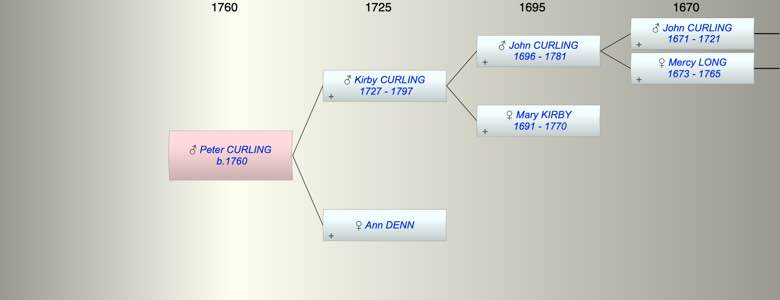 1760
1725
1695
1670
♂ John CURLING
1671 - 1721
+
♂ John CURLING
1696 - 1781
+
♀ Mercy LONG
1673 - 1765
+
♂ Kirby CURLING
1727 - 1797
+
♀ Mary KIRBY
1691 - 1770
+
♂ Peter CURLING
b.1760
♀ Ann DENN
+